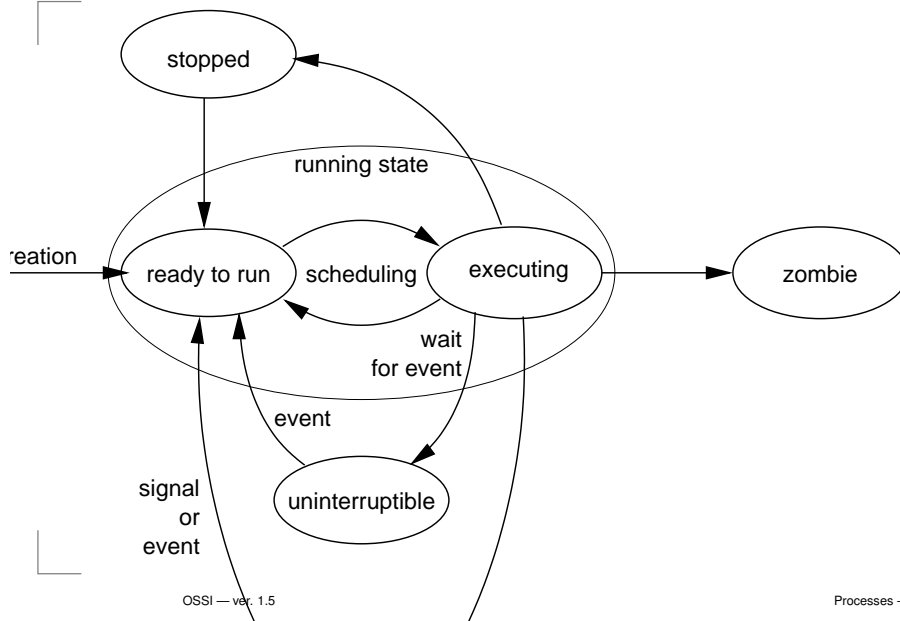 stopped
running state
reation
ready to run
scheduling
executing
zombie
wait
for event
event
uninterruptible
signal
or
event
OSSI — ver. 1.5
Processes -